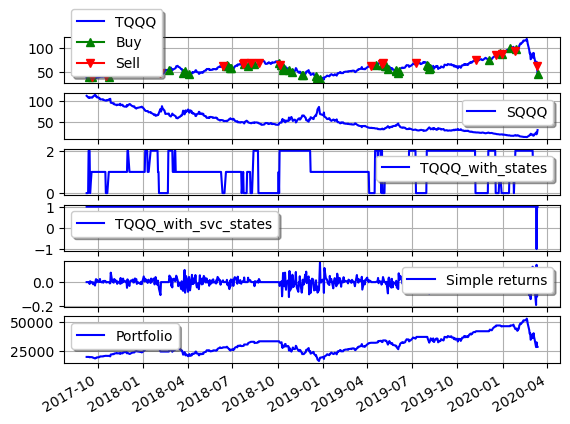 TQQQ
Buy
Sell
100
50
SQQQ
100
50
2
TQQQ_with_states
0
1
TQQQ_with_svc_states
−1
Simple returns
0.0
−0.2
50000
Portfolio
25000
2017-10 2018-01 2018-04 2018-07 2018-10 2019-01 2019-04 2019-07 2019-10 2020-01 2020-04